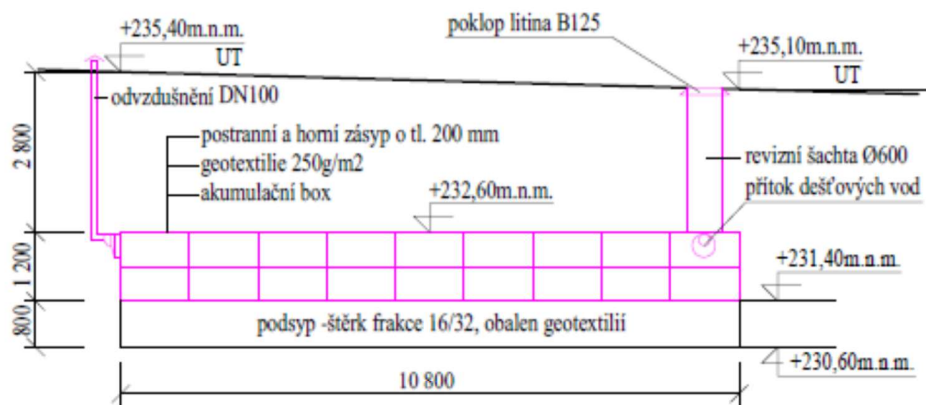 poklop litina B125
+235,40m.n.m.
UT
+235,10m.n.m.
UT
odvzdušnění DN100
2 800
postranní a horní zásyp o tl. 200 mm
geotextilie 250g/m2
akumulační box
revizní šachta Ø600
přítok dešťových vod
+232,60m.n.m.
1 200
+231,40m.n.m.
800
podsyp -štěrk frakce 16/32, obalen geotextilií
+230,60m.n.m.
10 800